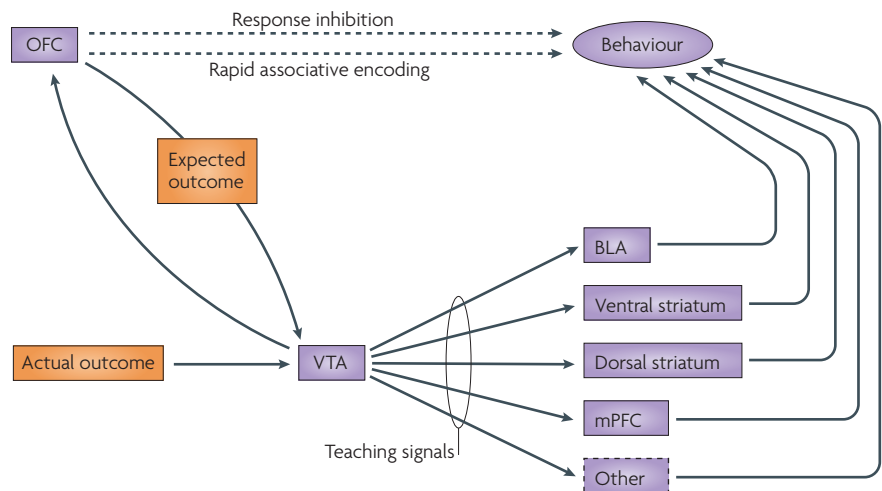 Response inhibition
OFC
Behaviour
Rapid associative encoding
Expected
outcome
BLA
Ventral striatum
Actual outcome
VTA
Dorsal striatum
mPFC
Teaching signals
Other